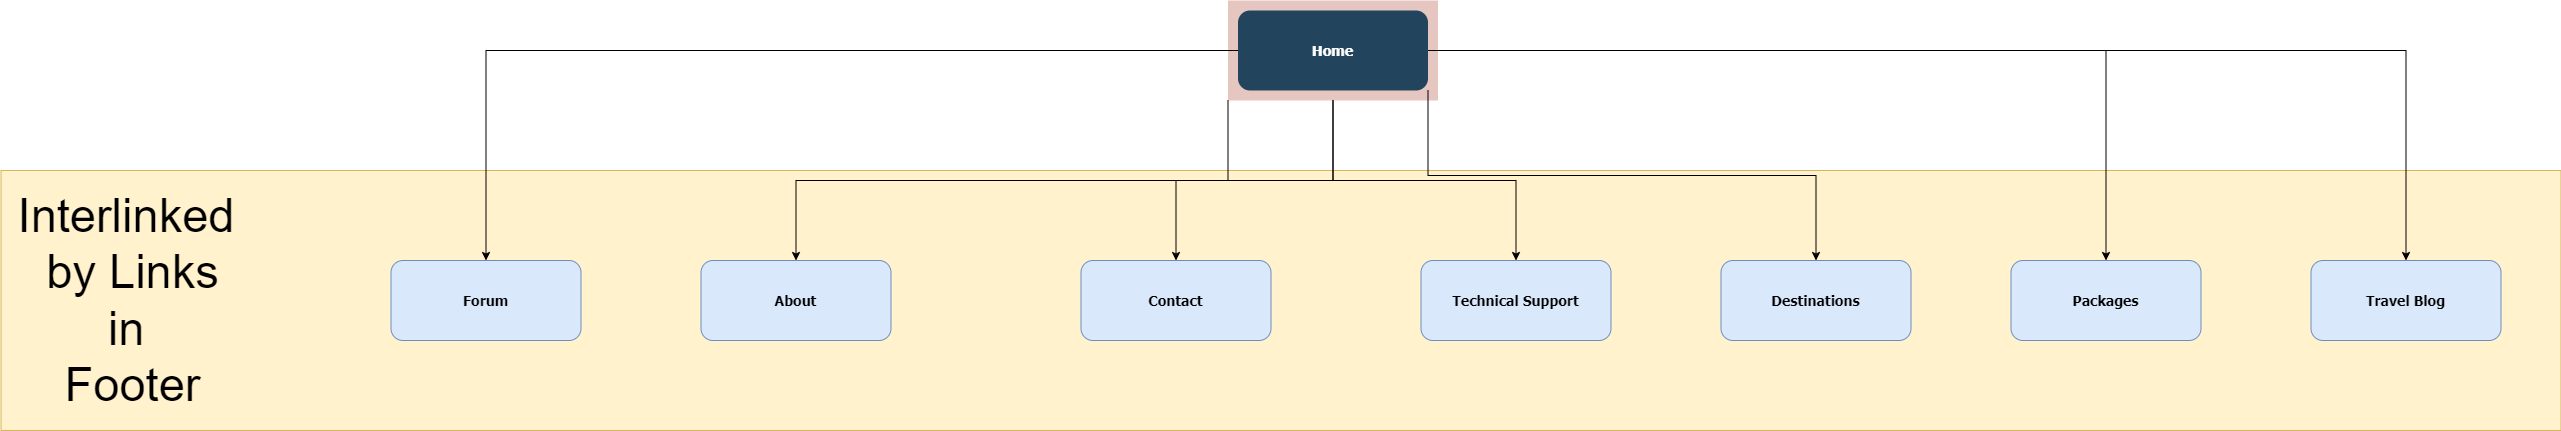 Home
Interlinked
by Links
in
Footer
Forum
About
Contact
Technical Support
Destinations
Packages
Travel Blog